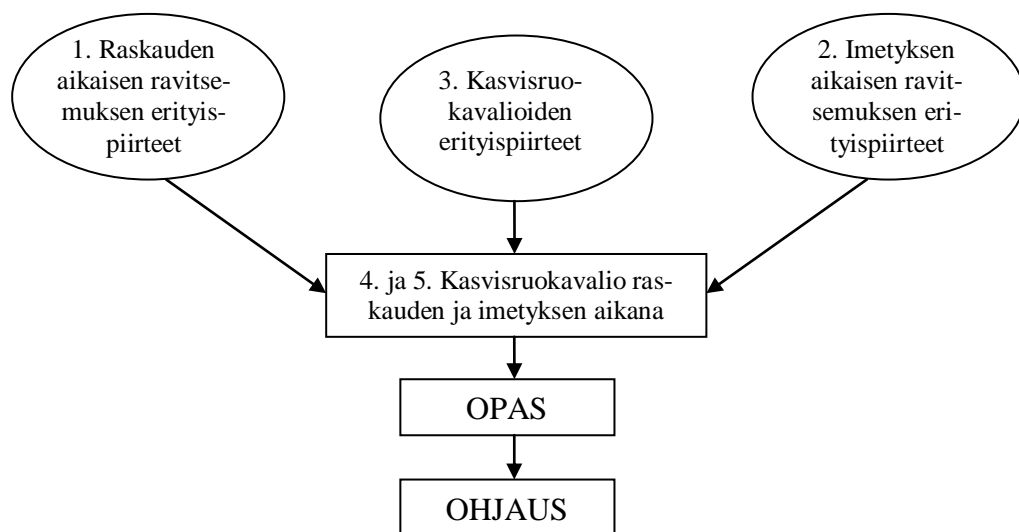 1. Raskauden
aikaisen ravitse-
muksen erityis-
piirteet
3. Kasvisruo-
kavalioiden
erityispiirteet
2. Imetyksen
aikaisen ravit-
semuksen eri-
tyispiirteet
4. ja 5. Kasvisruokavalio ras-
kauden ja imetyksen aikana
OPAS
OHJAUS